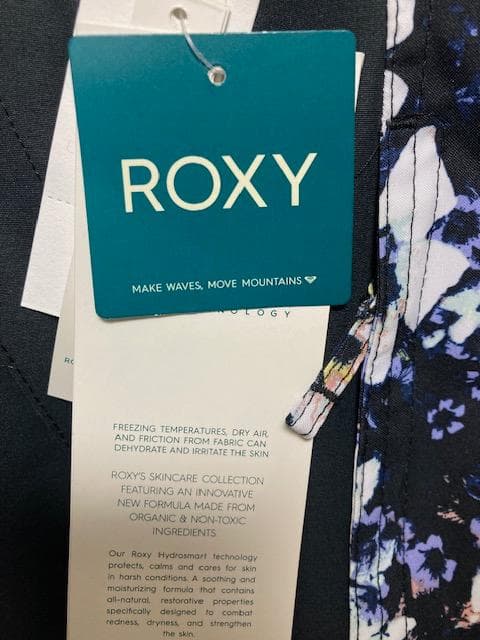 ROXY
MAKE WAVES, MOVE MOUNTAINS
NOLOGY
FREEZING TEMPERATURES, DRY AIR,
AND FRICTION FROM FABRIC CAN
DEHYDRATE AND IRRITATE THE SKIN
ROXY'S SKINCARE COLLECTION
FEATURING AN INNOVATIVE
NEW FORMULA MADE FROM
ORGANIC & NON-TOXIC
INGREDIENTS
Our Roxy Hydrosmart technology
protects, calms and cares for skin
in harsh conditions. A soothing and
moisturizing formula that contains
all-natural, restorative properties
specifically designed to combat
redness, dryness, and strengthen
the skin.